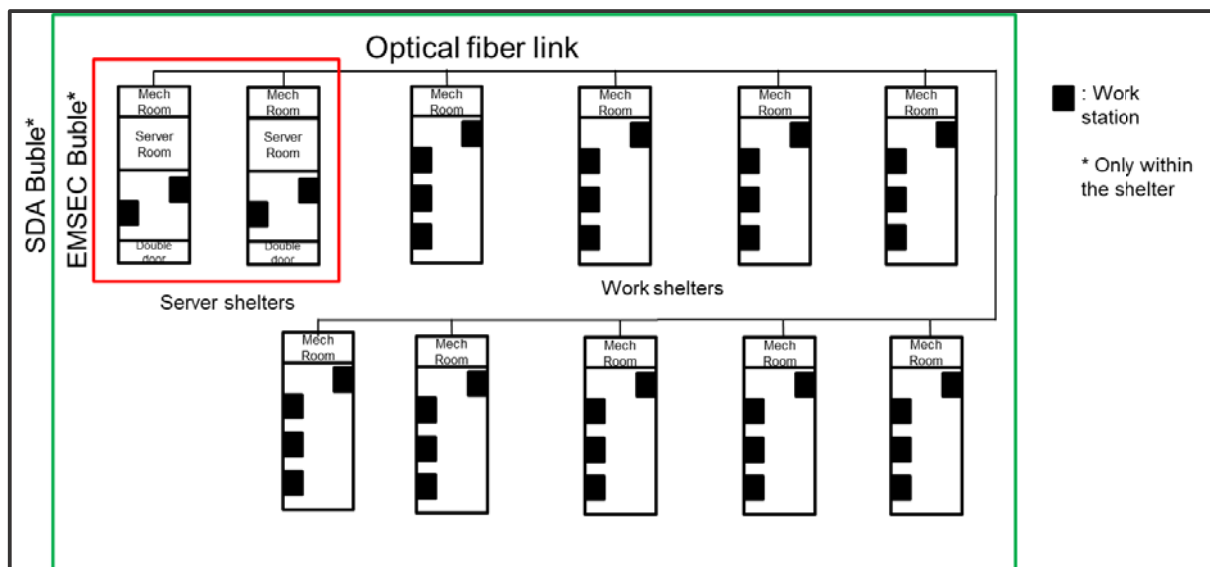 Optical fiber link
SDA Buble*
EMSEC Buble*
Mech
Room
Server
Room
Double
door
Mech
Room
Server
Room
Double
door
Mech
Room
Mech
Room
Mech
Room
Mech
Room
: Work
station
* Only within
the shelter
Server shelters
Work shelters
Mech
Room
Mech
Room
Mech
Room
Mech
Room
Mech
Room